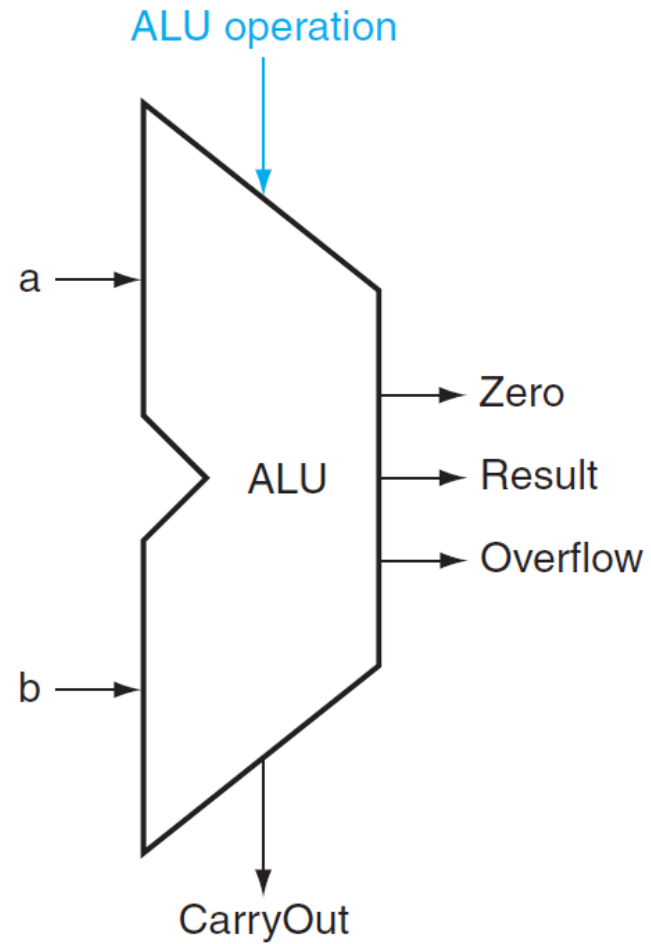 ALU operation
a
Zero
ALU
Result
Overflow
b
CarryOut